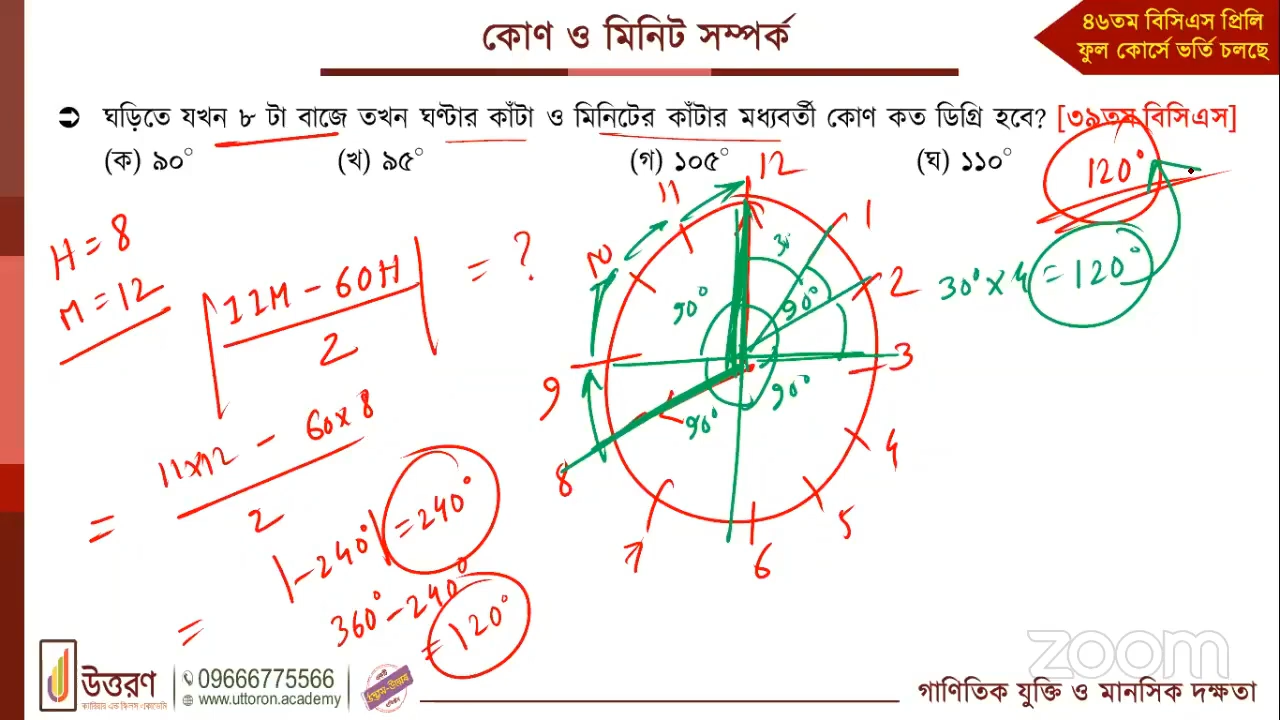 কোণ ও মিনিট সম্পর্ক
৪৬তম বিসিএস প্রিলি
ফুল কোর্সে ভর্তি চলছে
➲ ঘড়িতে যখন ৮ টা বাজে তখন ঘণ্টার কাঁটা ও মিনিটের কাঁটার মধ্যবর্তী কোণ কত ডিগ্রি হবে? [৩৯তম বিসিএস]
(ক) ৯০° (খ) ৯৫° (গ) ১০৫° (ঘ) ১১০°
120°
H = 8
M = 12
|11M - 60H| = ?
2
30° × 4 = 120°
12
11
1
2
3
4
5
6
7
8
9
30
90°
90°
90°
90°
= 11×12 - 60×8
2
= |-240°| = 240°
360° - 240°
= 120°
zoom
উত্তরণ
09666775566
www.uttoron.academy
গাণিতিক যুক্তি ও মানসিক দক্ষতা